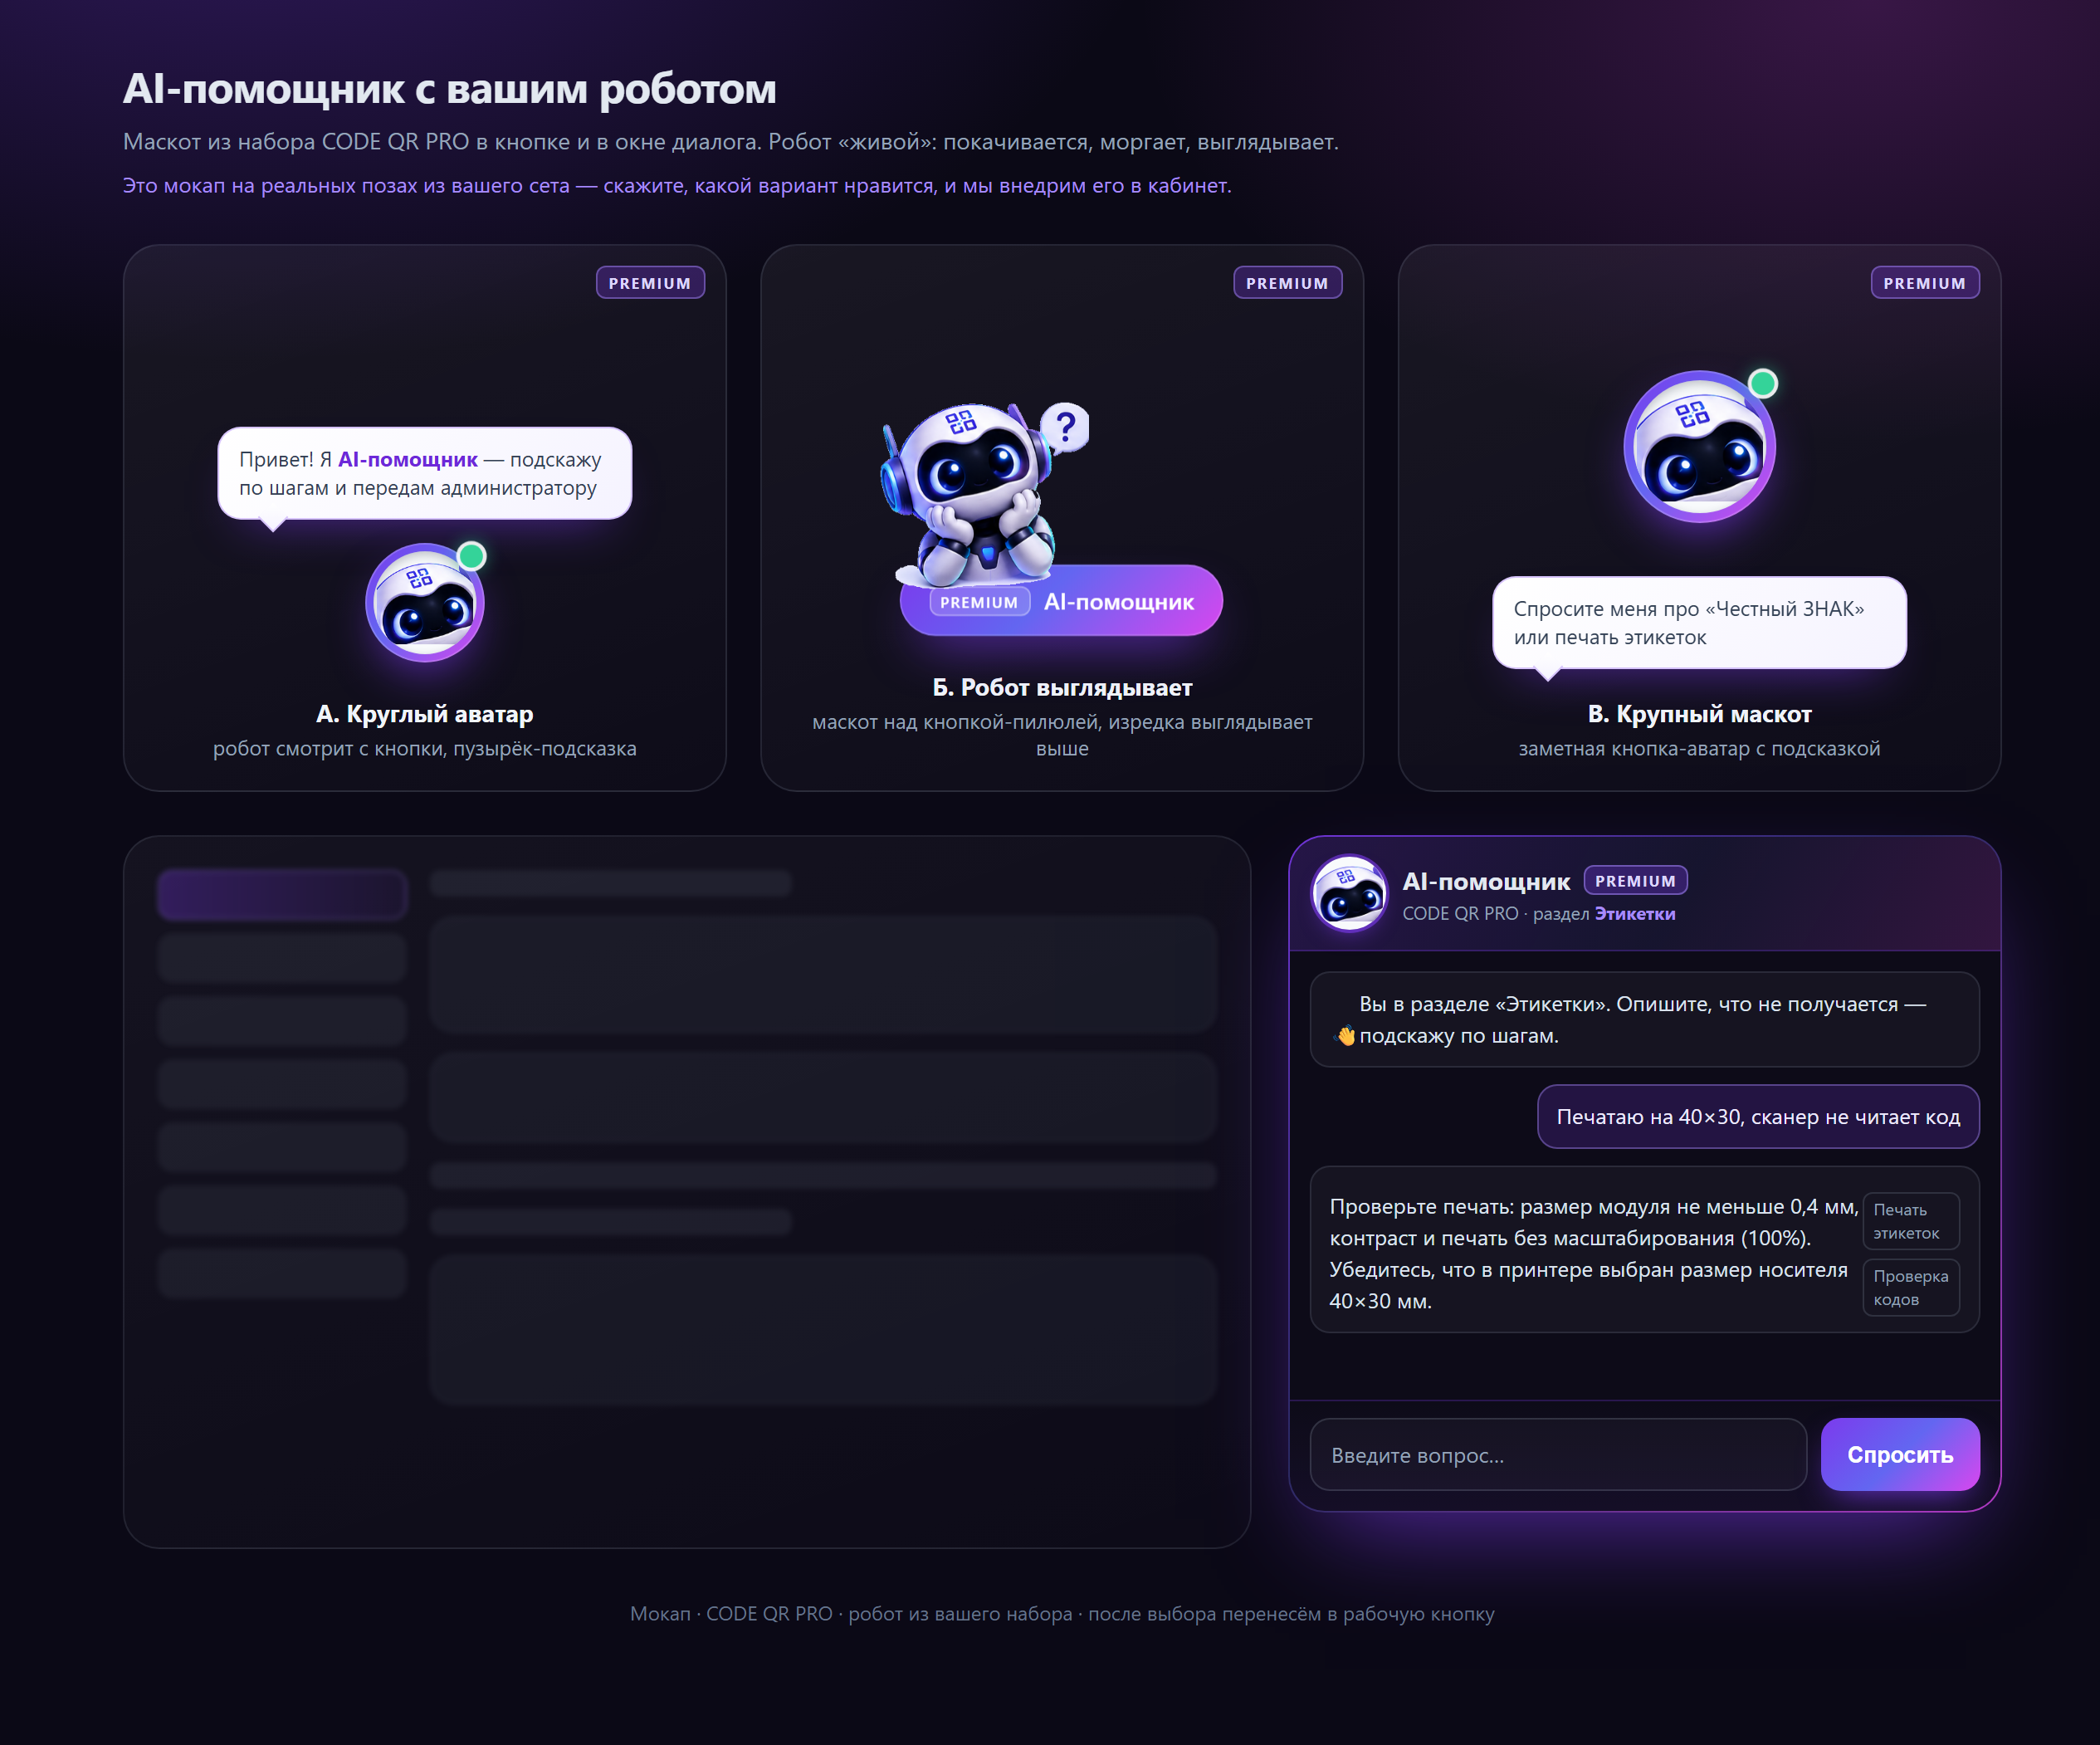 AI-помощник с вашим роботом
Маскот из набора CODE QR PRO в кнопке и в окне диалога. Робот «живой»: покачивается, моргает, выглядывает.
Это мокап на реальных позах из вашего сета — скажите, какой вариант нравится, и мы внедрим его в кабинет.
PREMIUM
Привет! Я AI-помощник — подскажу
по шагам и передам администратору
А. Круглый аватар
робот смотрит с кнопки, пузырёк-подсказка
PREMIUM
?
PREMIUM AI-помощник
Б. Робот выглядывает
маскот над кнопкой-пилюлей, изредка выглядывает
выше
PREMIUM
Спросите меня про «Честный ЗНАК»
или печать этикеток
В. Крупный маскот
заметная кнопка-аватар с подсказкой
AI-помощник PREMIUM
CODE QR PRO · раздел Этикетки
Вы в разделе «Этикетки». Опишите, что не получается —
👋 подскажу по шагам.
Печатаю на 40×30, сканер не читает код
Проверьте печать: размер модуля не меньше 0,4 мм,
контраст и печать без масштабирования (100%).
Убедитесь, что в принтере выбран размер носителя
40×30 мм.
Печать
этикеток
Проверка
кодов
Введите вопрос...
Спросить
Мокап · CODE QR PRO · робот из вашего набора · после выбора перенесём в рабочую кнопку